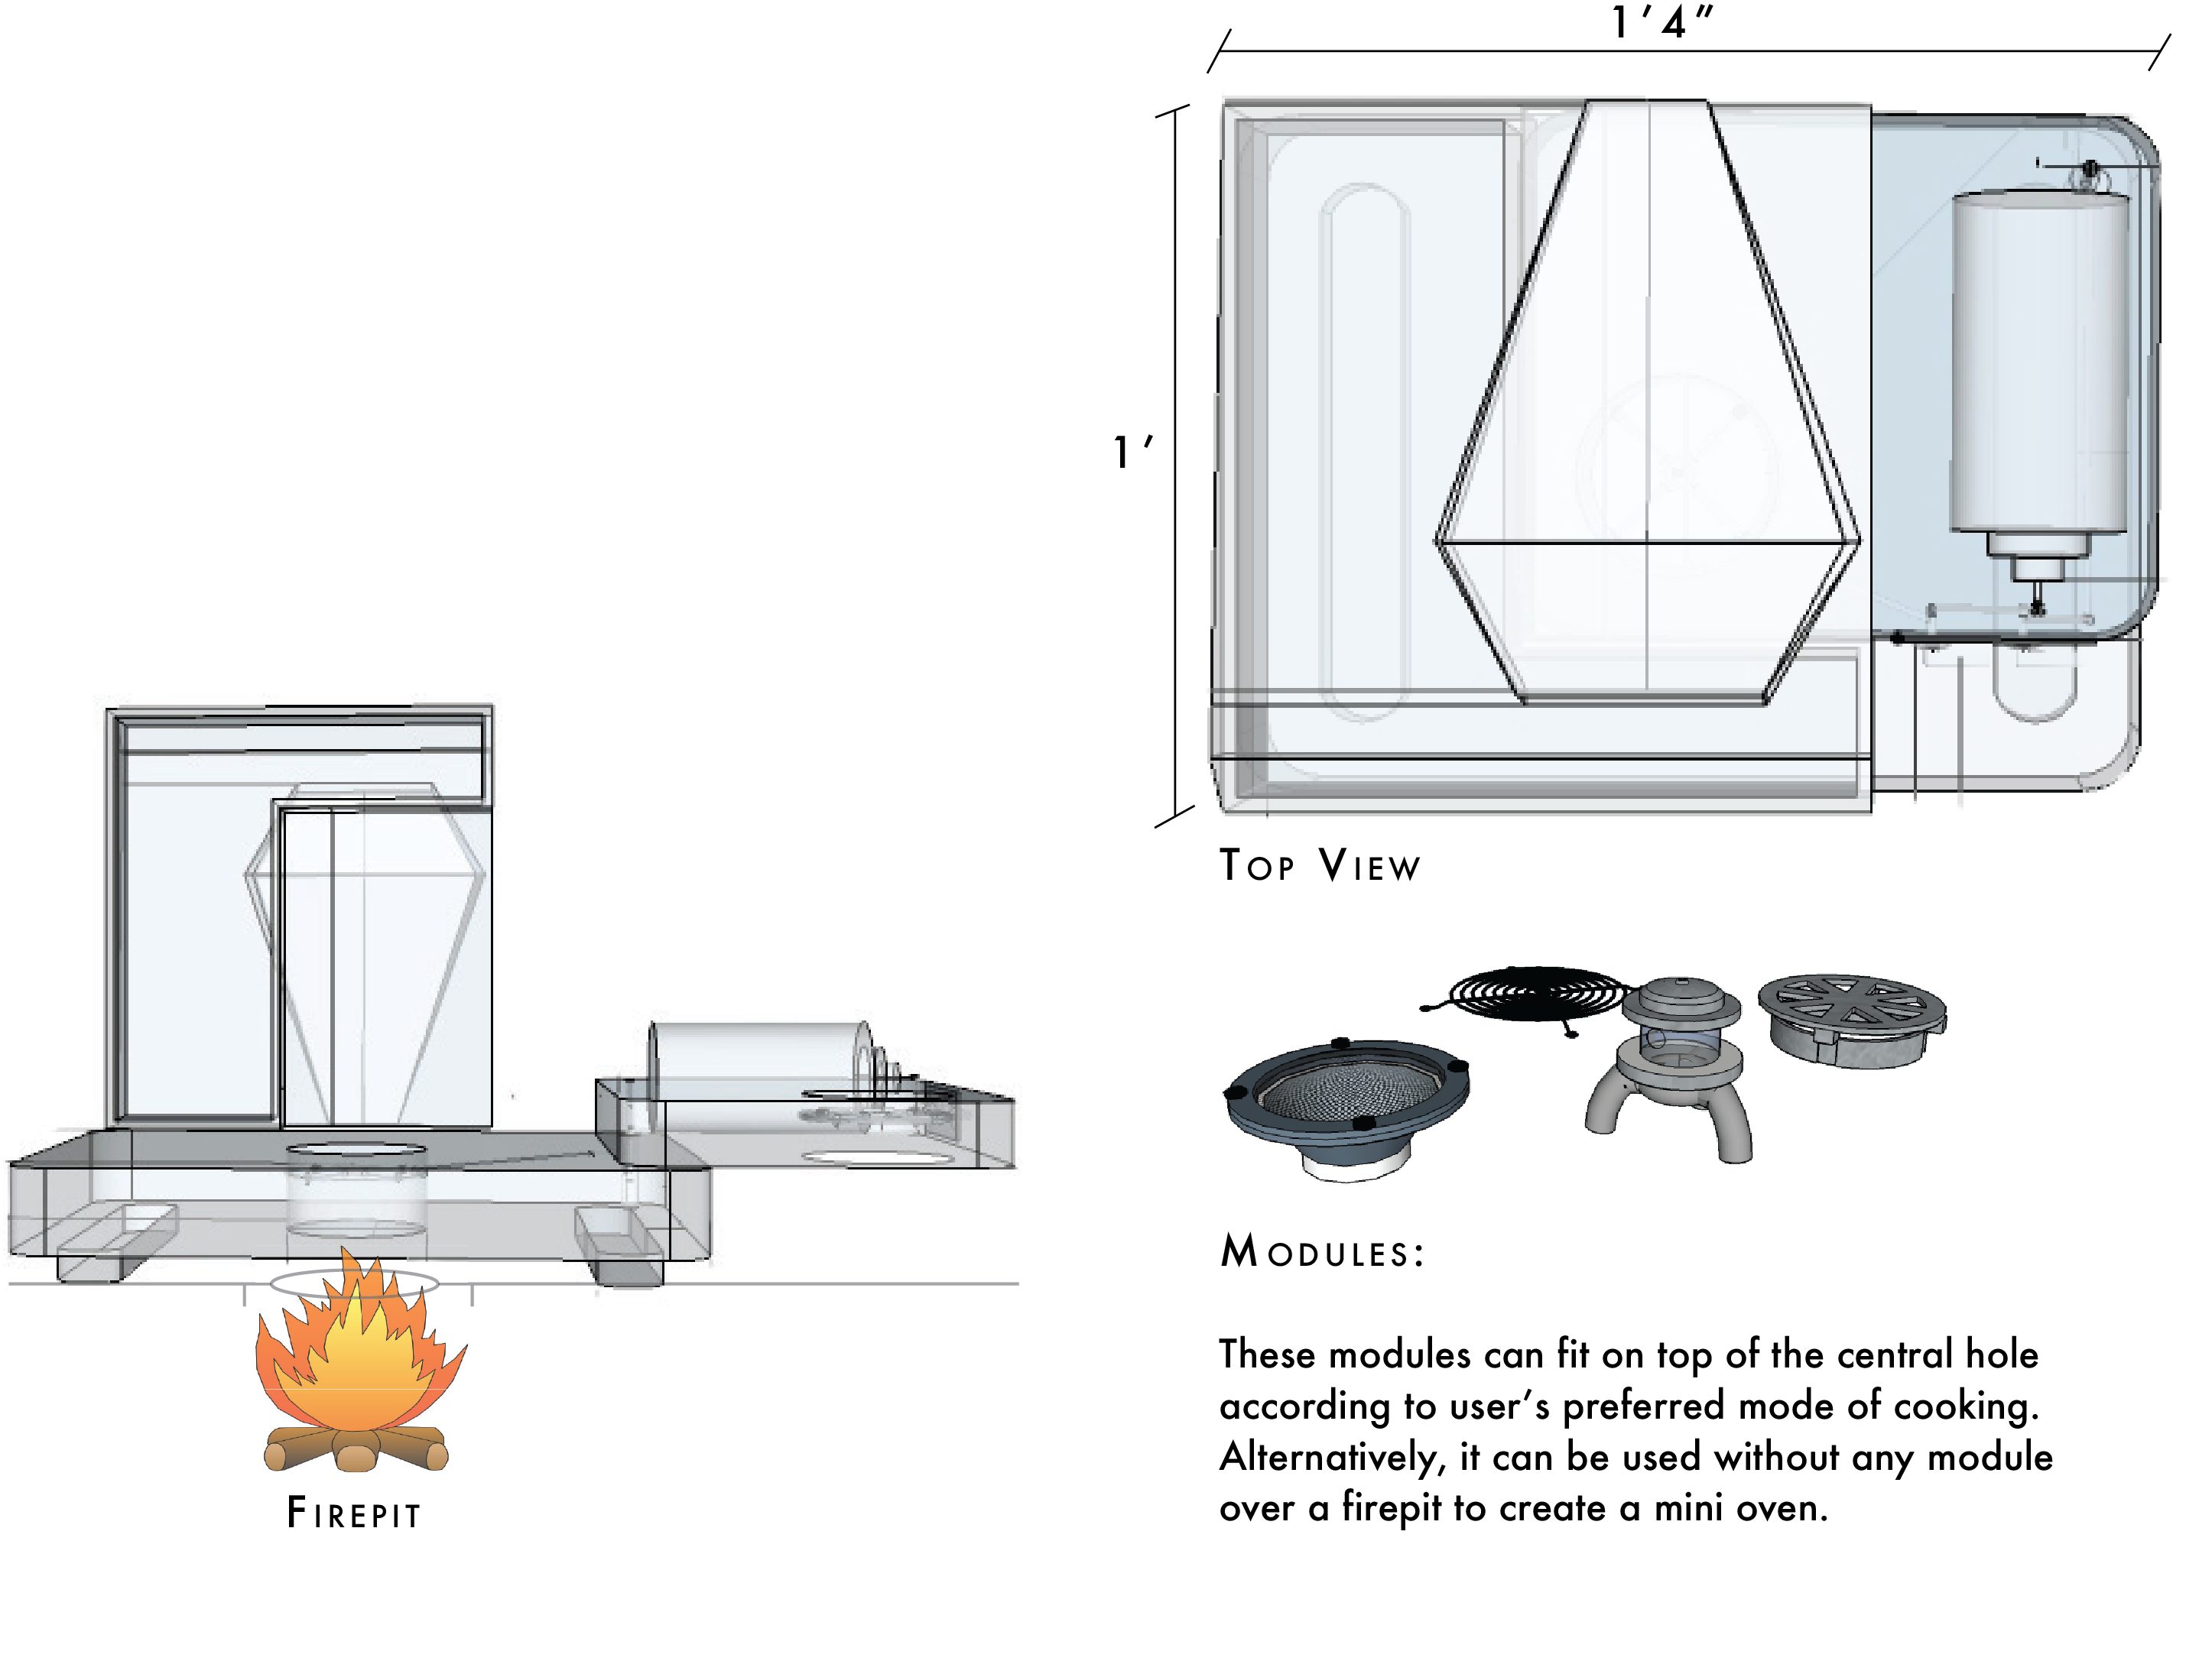 1’4”
1’
Top View
Modules:
These modules can fit on top of the central hole
according to user’s preferred mode of cooking.
Alternatively, it can be used without any module
over a firepit to create a mini oven.
Firepit